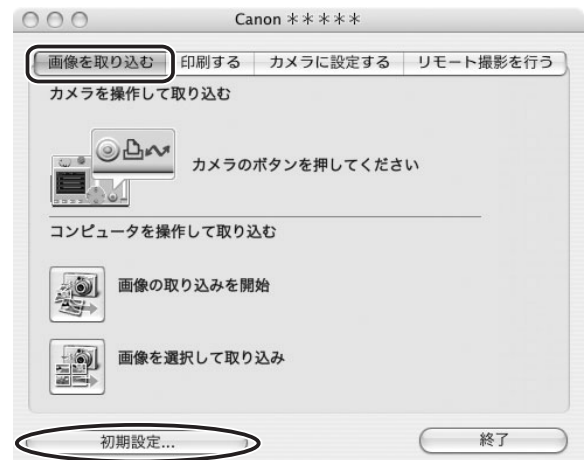 Canon ＊＊＊＊＊
画像を取り込む 印刷する カメラに設定する リモート撮影を行う
カメラを操作して取り込む
カメラのボタンを押してください
コンピュータを操作して取り込む
画像の取り込みを開始
画像を選択して取り込み
初期設定... 終了